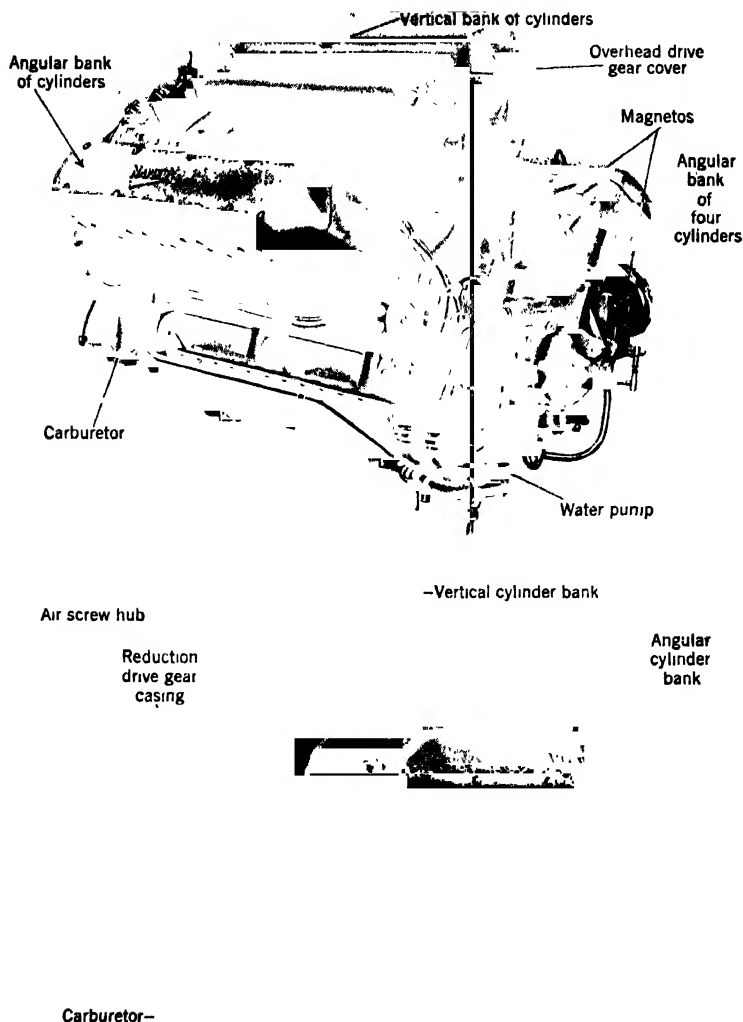 Vertical bank of cylinders
Angular bank
of cylinders
Overhead drive
gear cover
Magnetos
Angular
bank
of
four
cylinders
Carburetor
Water pump
–Vertical cylinder bank
Air screw hub
Reduction
drive gear
casing
Angular
cylinder
bank
Carburetor–